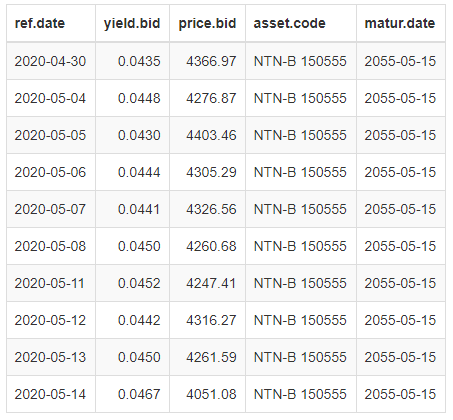 ref.date yield.bid price.bid asset.code matur.date
2020-04-30 0.0435 4366.97 NTN-B 150555 2055-05-15
2020-05-04 0.0448 4276.87 NTN-B 150555 2055-05-15
2020-05-05 0.0430 4403.46 NTN-B 150555 2055-05-15
2020-05-06 0.0444 4305.29 NTN-B 150555 2055-05-15
2020-05-07 0.0441 4326.56 NTN-B 150555 2055-05-15
2020-05-08 0.0450 4260.68 NTN-B 150555 2055-05-15
2020-05-11 0.0452 4247.41 NTN-B 150555 2055-05-15
2020-05-12 0.0442 4316.27 NTN-B 150555 2055-05-15
2020-05-13 0.0450 4261.59 NTN-B 150555 2055-05-15
2020-05-14 0.0467 4051.08 NTN-B 150555 2055-05-15